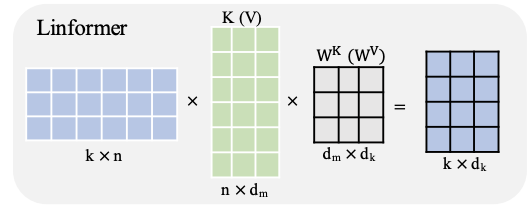 Linformer
K (V)
W^K (W^V)
× × =
k × n
n × d_m
d_m × d_k
k × d_k